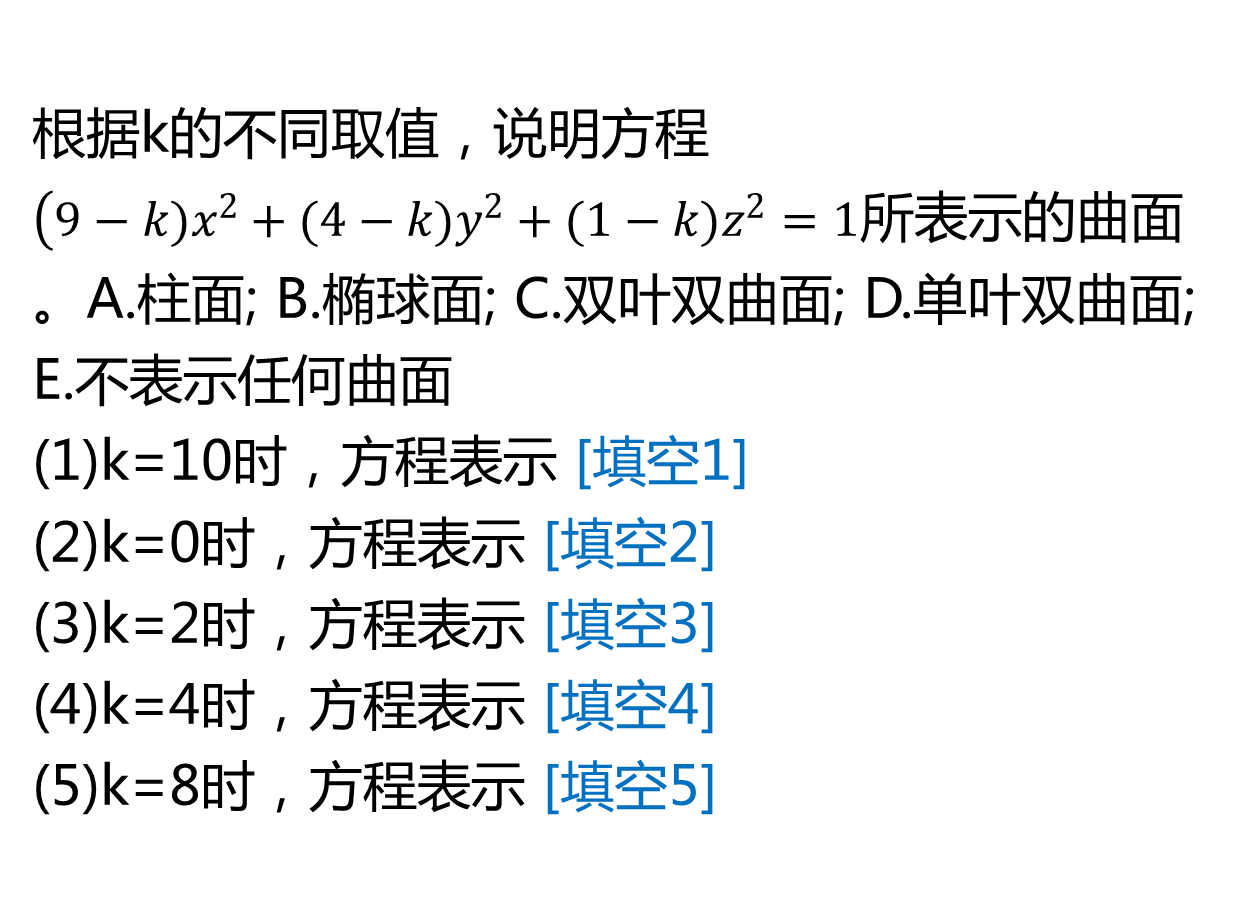 根据k的不同取值，说明方程
(9 − k)x² + (4 − k)y² + (1 − k)z² = 1所表示的曲面
。A.柱面; B.椭球面; C.双叶双曲面; D.单叶双曲面;
E.不表示任何曲面
(1)k=10时，方程表示 [填空1]
(2)k=0时，方程表示 [填空2]
(3)k=2时，方程表示 [填空3]
(4)k=4时，方程表示 [填空4]
(5)k=8时，方程表示 [填空5]